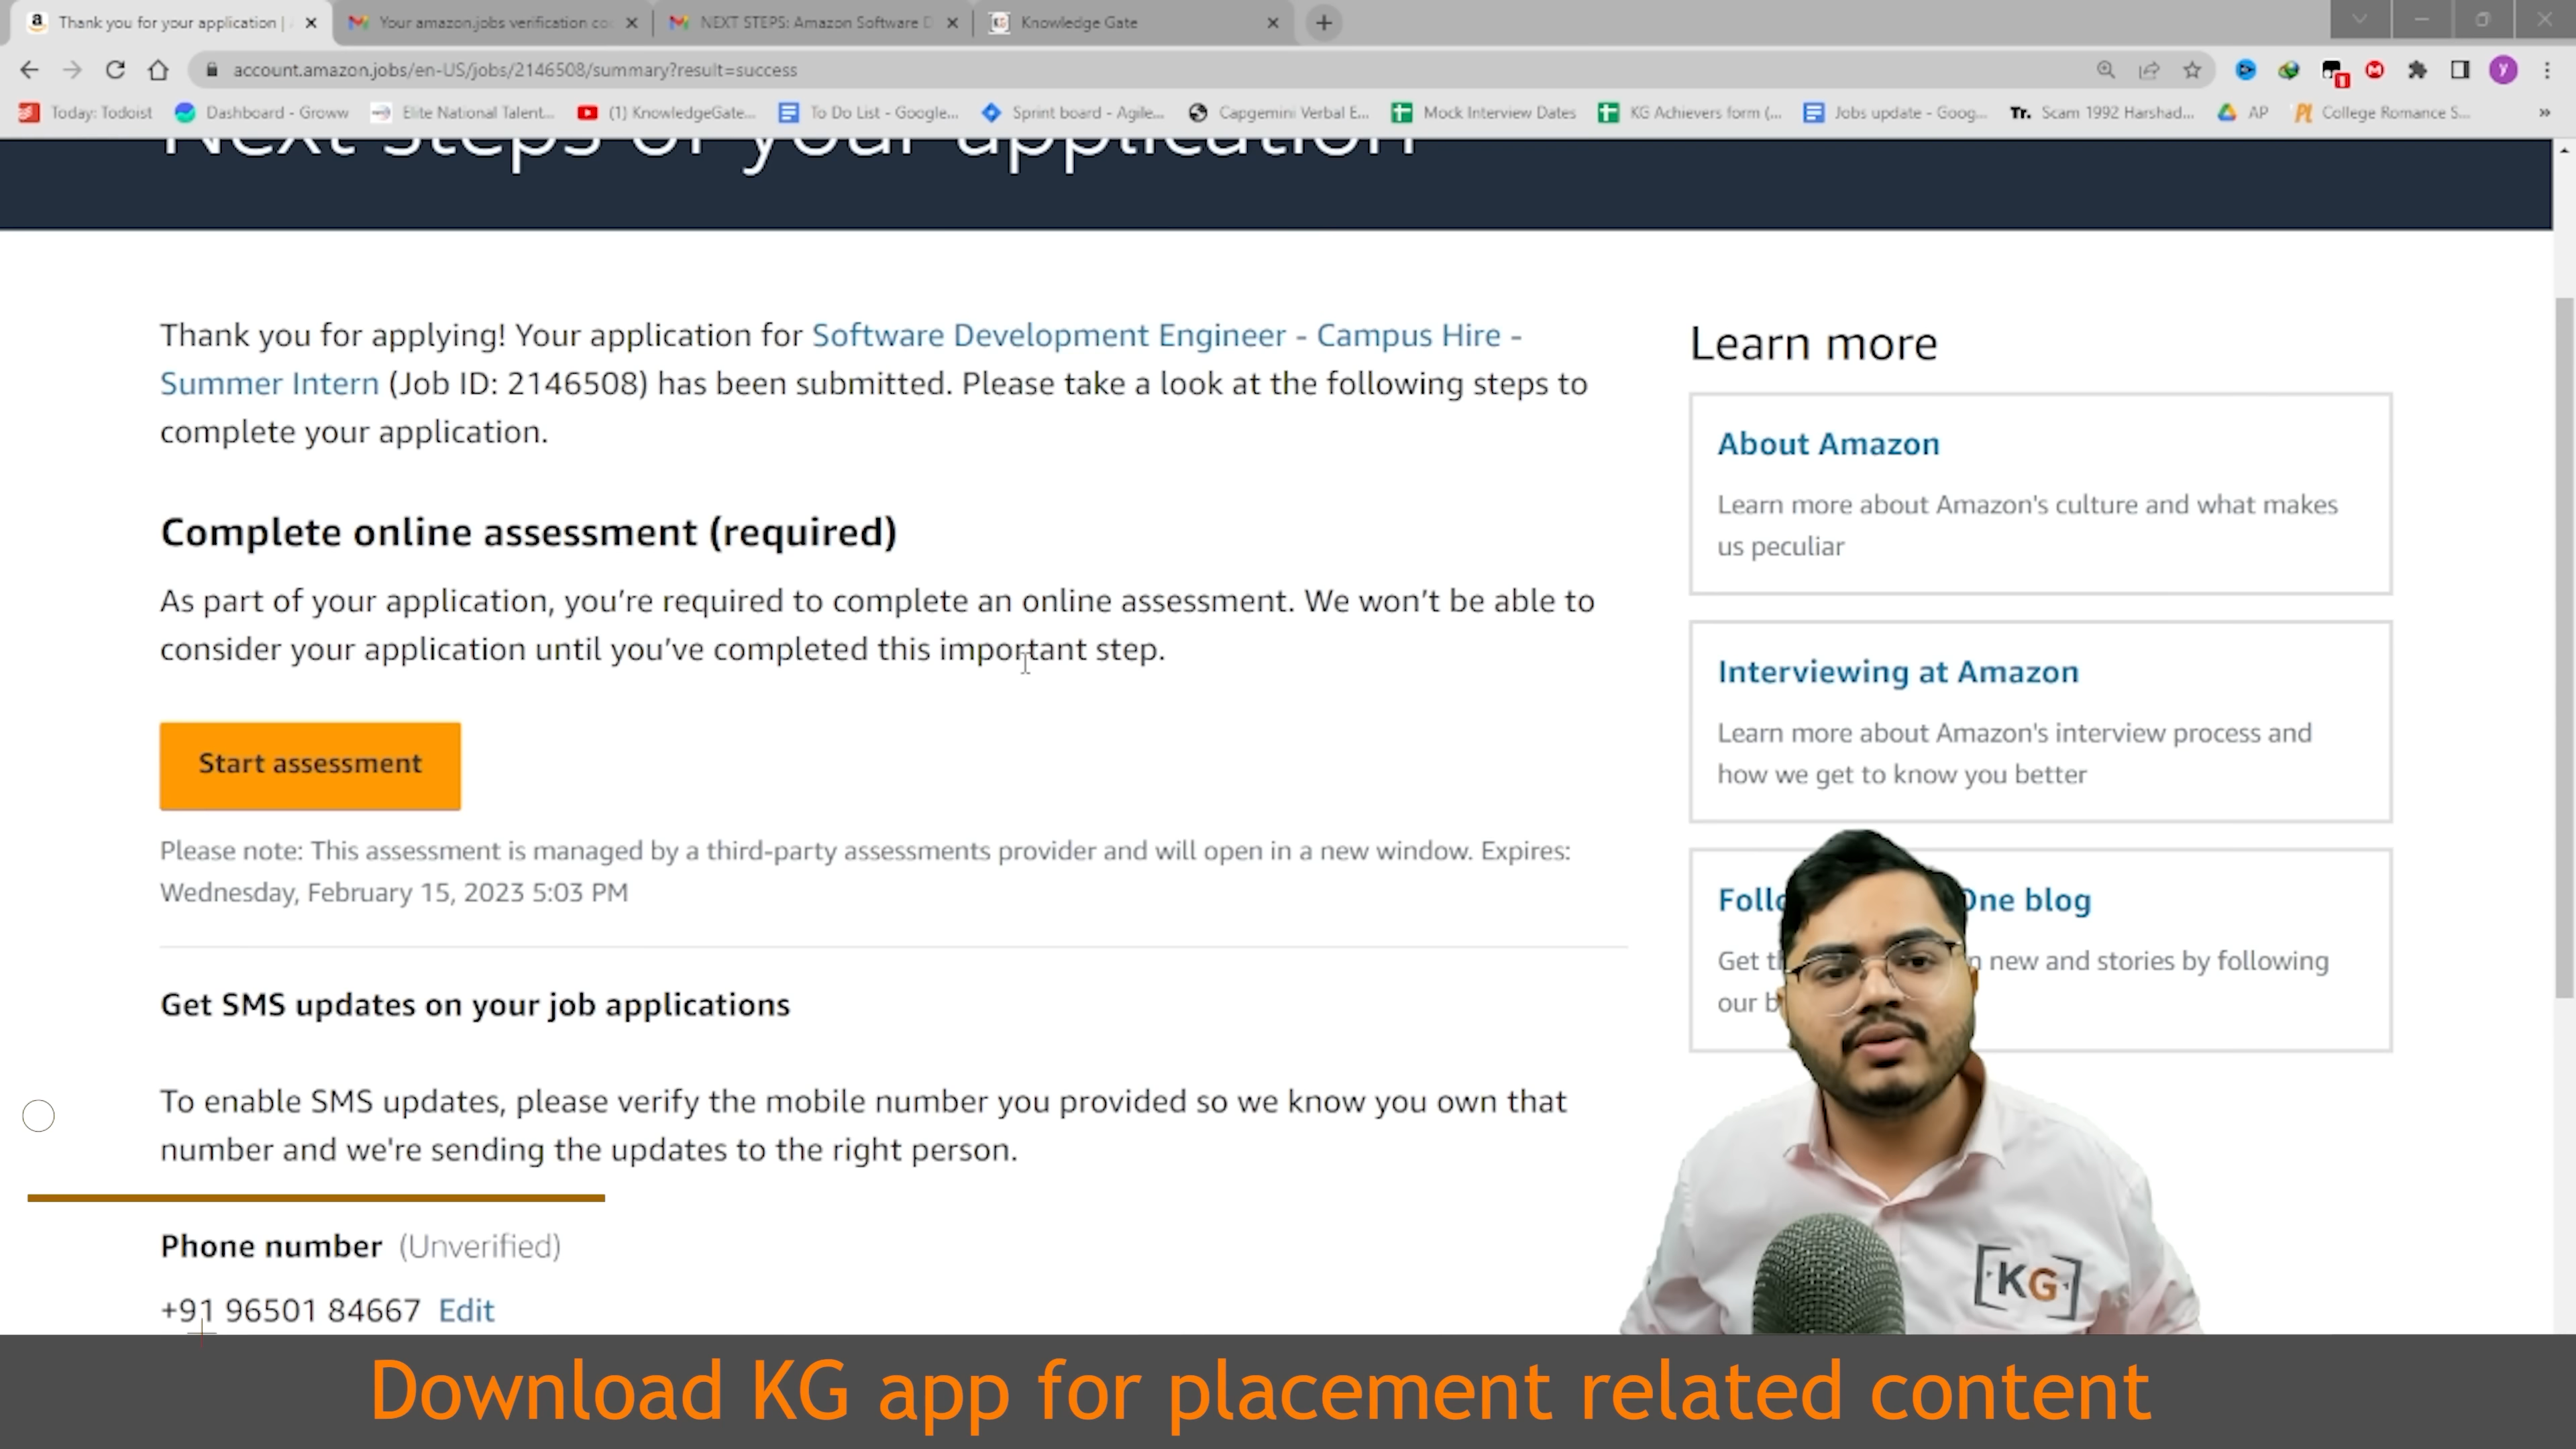 Thank you for your application |
Your amazon.jobs verification co
NEXT STEPS: Amazon Software D
Knowledge Gate
account.amazon.jobs/en-US/jobs/2146508/summary?result=success
y
Today: Todoist
Dashboard - Groww
Elite National Talent...
(1) KnowledgeGate...
To Do List - Google...
Sprint board - Agile...
Capgemini Verbal E...
Mock Interview Dates
KG Achievers form (...
Jobs update - Goog...
Tr. Scam 1992 Harshad...
AP
College Romance S...
»
Next steps of your application
Thank you for applying! Your application for Software Development Engineer - Campus Hire -
Summer Intern (Job ID: 2146508) has been submitted. Please take a look at the following steps to
complete your application.
Complete online assessment (required)
As part of your application, you're required to complete an online assessment. We won't be able to
consider your application until you've completed this important step.
Start assessment
Please note: This assessment is managed by a third-party assessments provider and will open in a new window. Expires:
Wednesday, February 15, 2023 5:03 PM
Get SMS updates on your job applications
To enable SMS updates, please verify the mobile number you provided so we know you own that
number and we're sending the updates to the right person.
Phone number (Unverified)
+91 96501 84667 Edit
Learn more
About Amazon
Learn more about Amazon's culture and what makes
us peculiar
Interviewing at Amazon
Learn more about Amazon's interview process and
how we get to know you better
One blog
Get new and stories by following
our
KG
Download KG app for placement related content